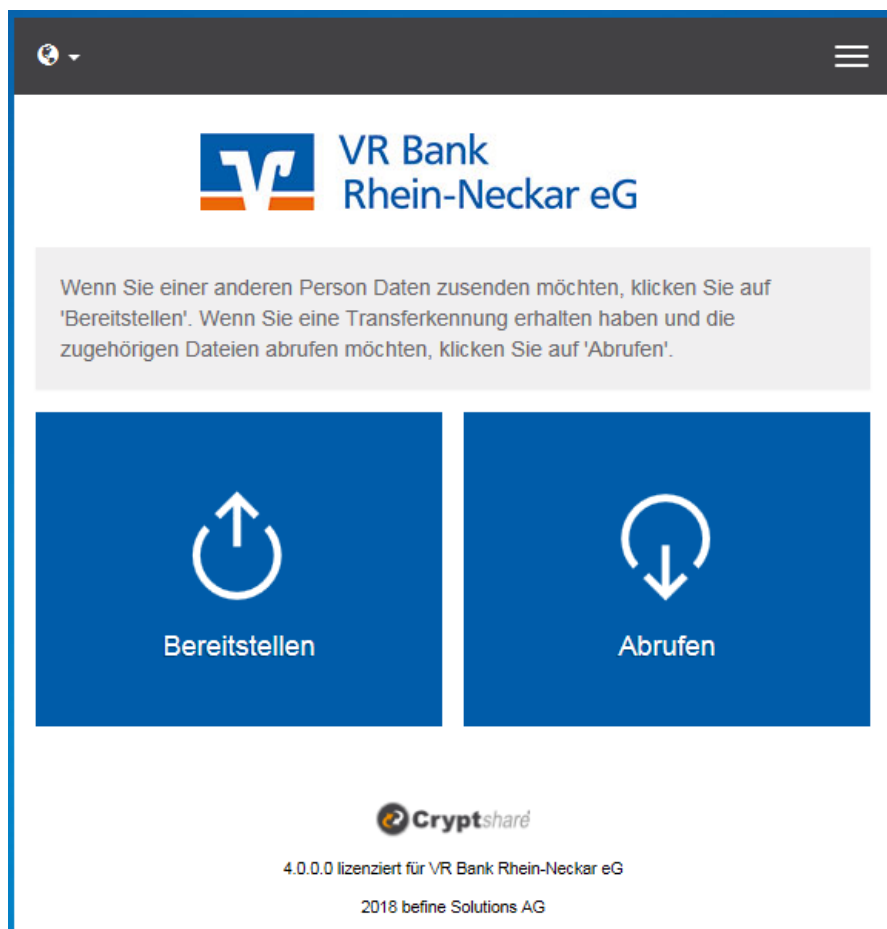 VR Bank
Rhein-Neckar eG
Wenn Sie einer anderen Person Daten zusenden möchten, klicken Sie auf
'Bereitstellen'. Wenn Sie eine Transferkennung erhalten haben und die
zugehörigen Dateien abrufen möchten, klicken Sie auf 'Abrufen'.
Bereitstellen
Abrufen
Cryptshare
4.0.0.0 lizenziert für VR Bank Rhein-Neckar eG
2018 befine Solutions AG